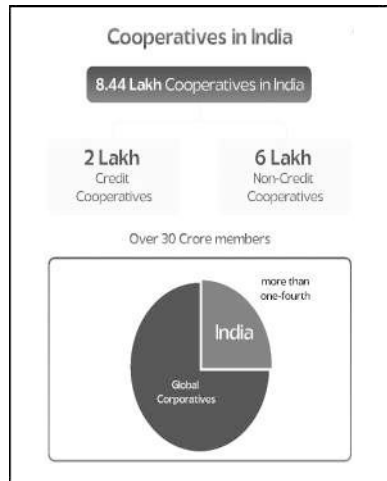 Cooperatives in India
8.44 Lakh Cooperatives in India
2 Lakh
Credit
Cooperatives
6 Lakh
Non-Credit
Cooperatives
Over 30 Crore members
more than
one-fourth
India
Global
Corporatives